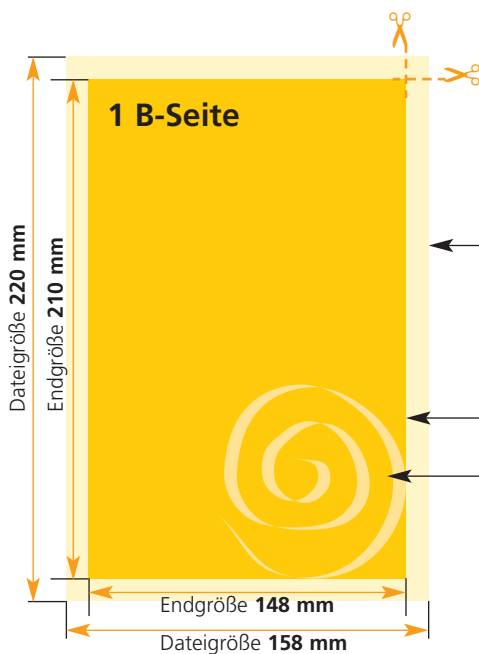 1 B-Seite
Dateigröße 220 mm
Endgröße 210 mm
Endgröße 148 mm
Dateigröße 158 mm